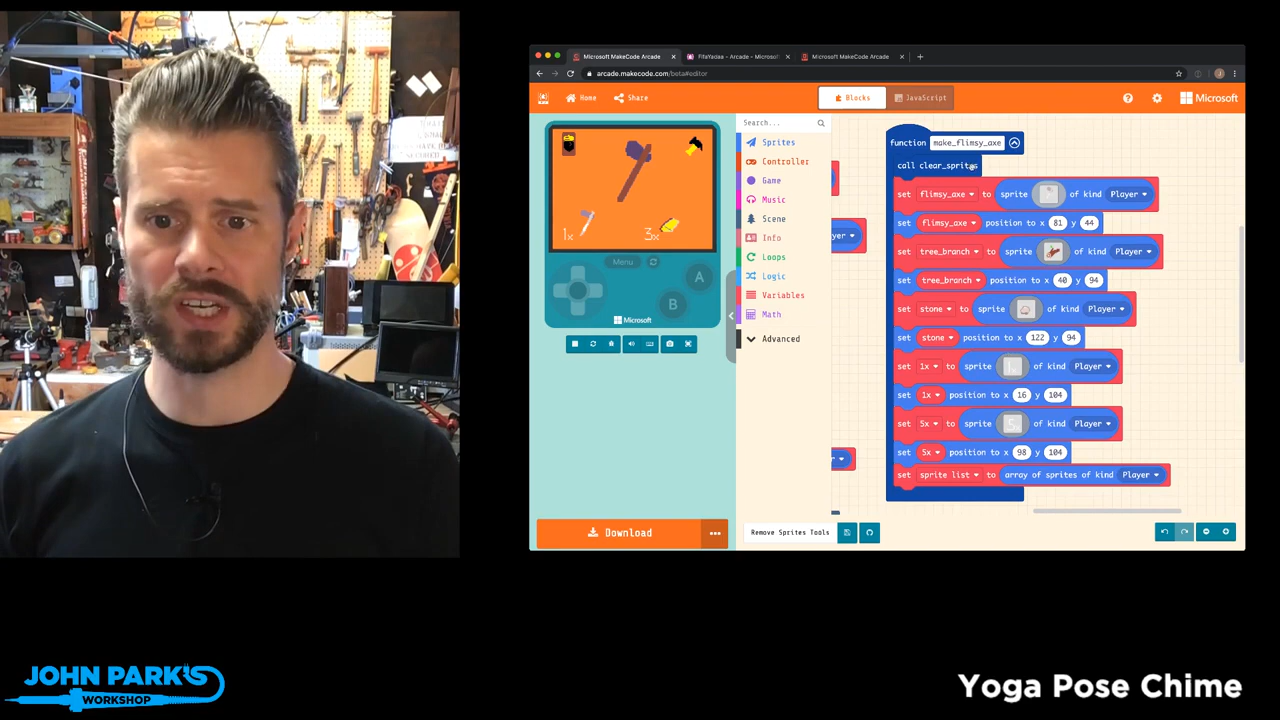 Microsoft MakeCode Arcade
FitaYadaa - Arcade - Microsoft
Microsoft MakeCode Arcade
arcade.makecode.com/beta#editor
Home
Share
Blocks
JavaScript
Microsoft
1x
3x
Menu
A
B
Microsoft
Download
Search...
Sprites
Controller
Game
Music
Scene
Info
Loops
Logic
Variables
Math
Advanced
function make_flimsy_axe
call clear_sprites
set flimsy_axe to sprite of kind Player
set flimsy_axe position to x 81 y 44
set tree_branch to sprite of kind Player
set tree_branch position to x 40 y 94
set stone to sprite of kind Player
set stone position to x 122 y 94
set 1x to sprite of kind Player
set 1x position to x 16 y 104
set 5x to sprite of kind Player
set 5x position to x 98 y 104
set sprite list to array of sprites of kind Player
Remove Sprites Tools
JOHN PARK'S
WORKSHOP
Yoga Pose Chime